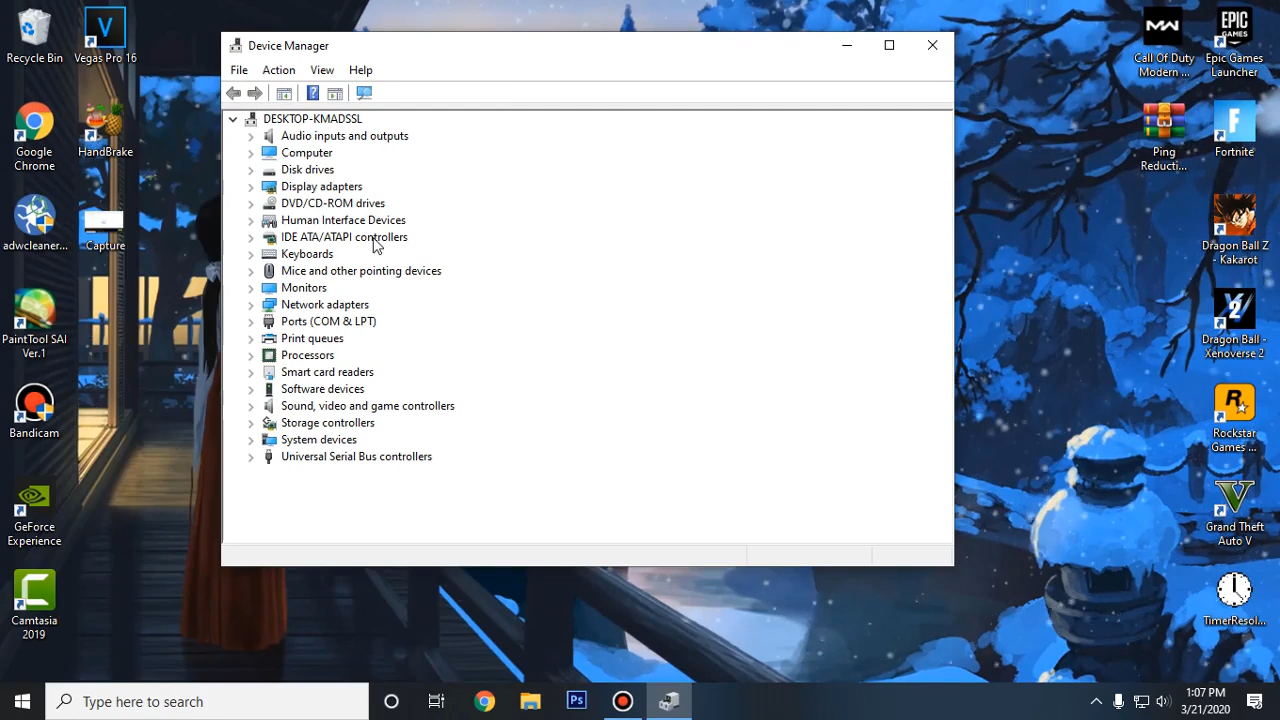 Device Manager
File Action View Help
DESKTOP-KMADSSL
Audio inputs and outputs
Computer
Disk drives
Display adapters
DVD/CD-ROM drives
Human Interface Devices
IDE ATA/ATAPI controllers
Keyboards
Mice and other pointing devices
Monitors
Network adapters
Ports (COM & LPT)
Print queues
Processors
Smart card readers
Software devices
Sound, video and game controllers
Storage controllers
System devices
Universal Serial Bus controllers
Recycle Bin
V
Vegas Pro 16
Google
Chrome
HandBrake
adwcleaner...
Capture
PaintTool SAI
Ver.1
Bandicam
GeForce
Experience
Camtasia
2019
MW
Call Of Duty
Modern ...
EPIC
GAMES
Epic Games
Launcher
Ping
Reducti...
F
Fortnite
Dragon Ball Z
- Kakarot
XV
2
Dragon Ball -
Xenoverse 2
R
Rockstar
Games ...
V
Grand Theft
Auto V
TimerResol...
Type here to search
Ps
1:07 PM
3/21/2020